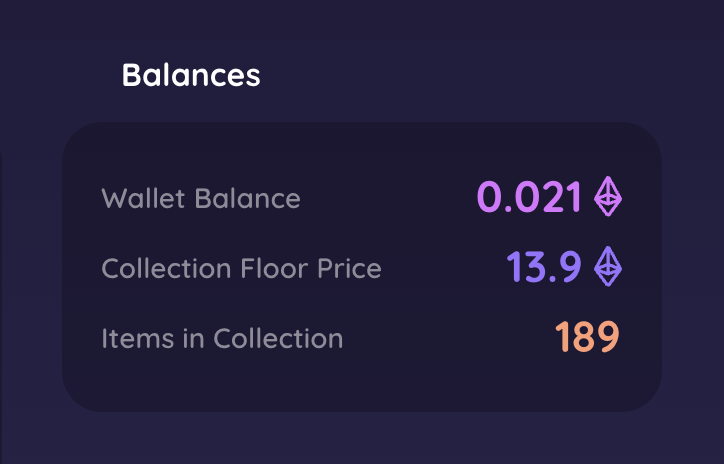 Balances
Wallet Balance 0.021
Collection Floor Price 13.9
Items in Collection 189